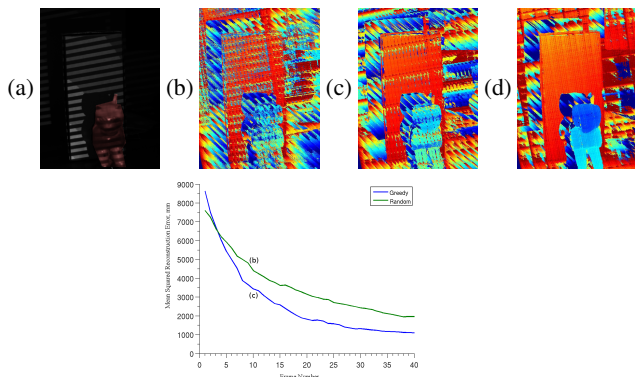 (a) (b) (c) (d)
9000
8000
7000
6000
5000
4000
3000
2000
1000
0
Mean Squared Reconstruction Error, mm
Greedy
Random
(b)
(c)
0 5 10 15 20 25 30 35 40
Frame Number